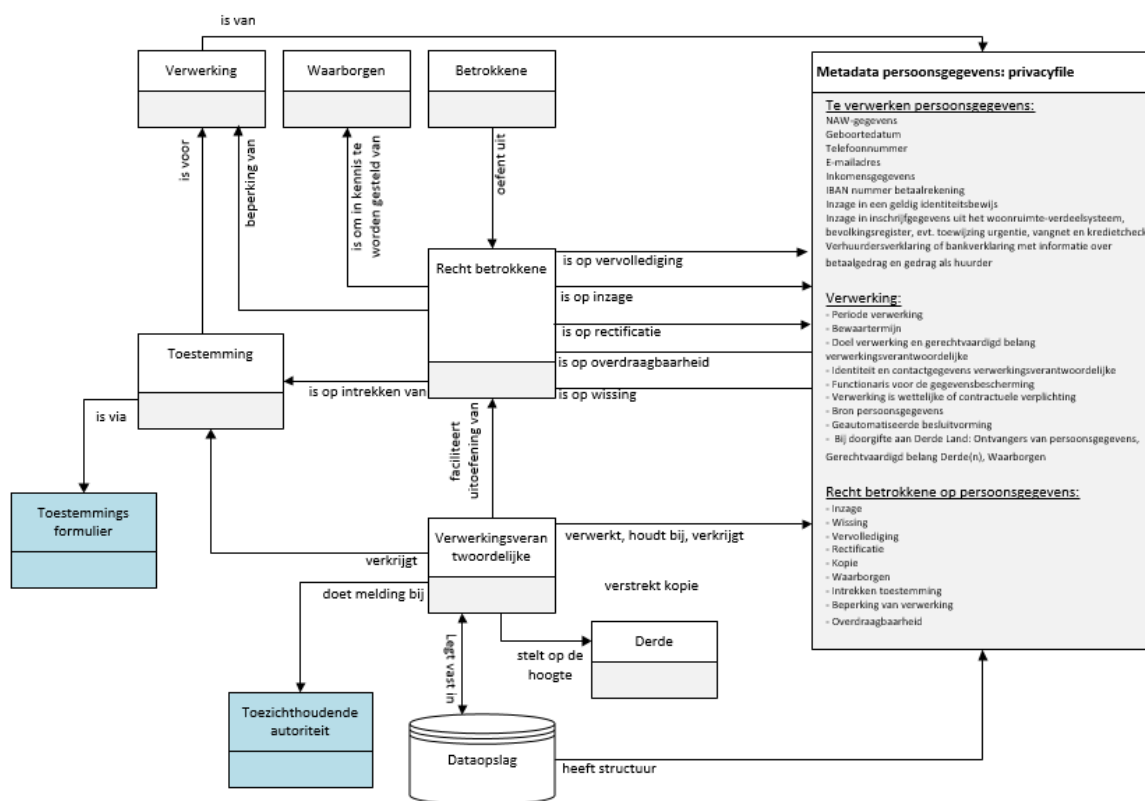 is van
Verwerking
Waarborgen
Betrokkene
is voor
beperking van
is om in kennis te
worden gesteld van
oefent uit
Recht betrokkene
is op vervollediging
is op inzage
is op rectificatie
is op overdraagbaarheid
is op wissing
Toestemming
is op intrekken van
is via
faciliteert
uitoefening van
Toestemmings
formulier
Verwerkingsveran
twoordelijke
verwerkt, houdt bij, verkrijgt
verkrijgt
doet melding bij
verstrekt kopie
Legt vast in
stelt op de
hoogte
Derde
Toezichthoudende
autoriteit
Dataopslag
heeft structuur
Metadata persoonsgegevens: privacyfile
Te verwerken persoonsgegevens:
NAW-gegevens
Geboortedatum
Telefoonnummer
E-mailadres
Inkomensgegevens
IBAN nummer betaalrekening
Inzage in een geldig identiteitsbewijs
Inzage in inschrijfgegevens uit het woonruimte-verdeelsysteem,
bevolkingsregister, evt. toewijzing urgentie, vangnet en kredietcheck
Verhuurdersverklaring of bankverklaring met informatie over
betaalgedrag en gedrag als huurder
Verwerking:
- Periode verwerking
- Bewaartermijn
- Doel verwerking en gerechtvaardigd belang
verwerkingsverantwoordelijke
- Identiteit en contactgegevens verwerkingsverantwoordelijke
- Functionaris voor de gegevensbescherming
- Verwerking is wettelijke of contractuele verplichting
- Bron persoonsgegevens
- Geautomatiseerde besluitvorming
- Bij doorgifte aan Derde Land: Ontvangers van persoonsgegevens,
Gerechtvaardigd belang Derde(n), Waarborgen
Recht betrokkene op persoonsgegevens:
- Inzage
- Wissing
- Vervollediging
- Rectificatie
- Kopie
- Waarborgen
- Intrekken toestemming
- Beperking van verwerking
- Overdraagbaarheid